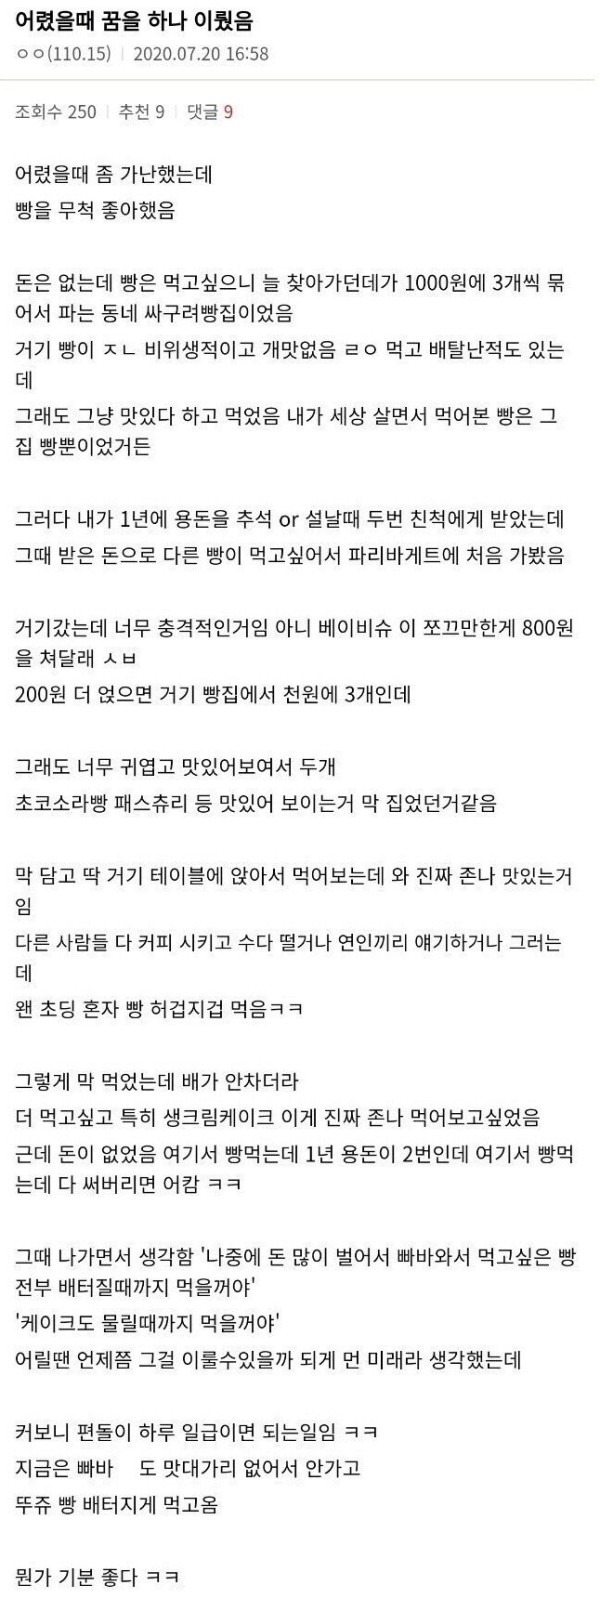 어렸을때 꿈을 하나 이뤘음
ㅇㅇ(110.15) | 2020.07.20 16:58
조회수 250 | 추천 9 | 댓글 9
어렸을때 좀 가난했는데
빵을 무척 좋아했음
돈은 없는데 빵은 먹고싶으니 늘 찾아가던데가 1000원에 3개씩 묶
어서 파는 동네 싸구려빵집이었음
거기 빵이 ㅈㄴ 비위생적이고 개맛없음 ㄹㅇ 먹고 배탈난적도 있는
데
그래도 그냥 맛있다 하고 먹었음 내가 세상 살면서 먹어본 빵은 그
집 빵뿐이었거든
그러다 내가 1년에 용돈을 추석 or 설날때 두번 친척에게 받았는데
그때 받은 돈으로 다른 빵이 먹고싶어서 파리바게트에 처음 가봤음
거기갔는데 너무 충격적인거임 아니 베이비슈 이 쪼끄만한게 800원
을 쳐달래 ㅅㅂ
200원 더 얹으면 거기 빵집에서 천원에 3개인데
그래도 너무 귀엽고 맛있어보여서 두개
초코소라빵 패스츄리 등 맛있어 보이는거 막 집었던거같음
막 담고 딱 거기 테이블에 앉아서 먹어보는데 와 진짜 존나 맛있는거
임
다른 사람들 다 커피 시키고 수다 떨거나 연인끼리 얘기하거나 그러는
데
왠 초딩 혼자 빵 허겁지겁 먹음ㅋㅋ
그렇게 막 먹었는데 배가 안차더라
더 먹고싶고 특히 생크림케이크 이게 진짜 존나 먹어보고싶었음
근데 돈이 없었음 여기서 빵먹는데 1년 용돈이 2번인데 여기서 빵먹
는데 다 써버리면 어캄 ㅋㅋ
그때 나가면서 생각함 '나중에 돈 많이 벌어서 빠바와서 먹고싶은 빵
전부 배터질때까지 먹을꺼야'
'케이크도 물릴때까지 먹을꺼야'
어릴땐 언제쯤 그걸 이룰수있을까 되게 먼 미래라 생각했는데
커보니 편돌이 하루 일급이면 되는일임 ㅋㅋ
지금은 빠바 도 맛대가리 없어서 안가고
뚜쥬 빵 배터지게 먹고옴
뭔가 기분 좋다 ㅋㅋ